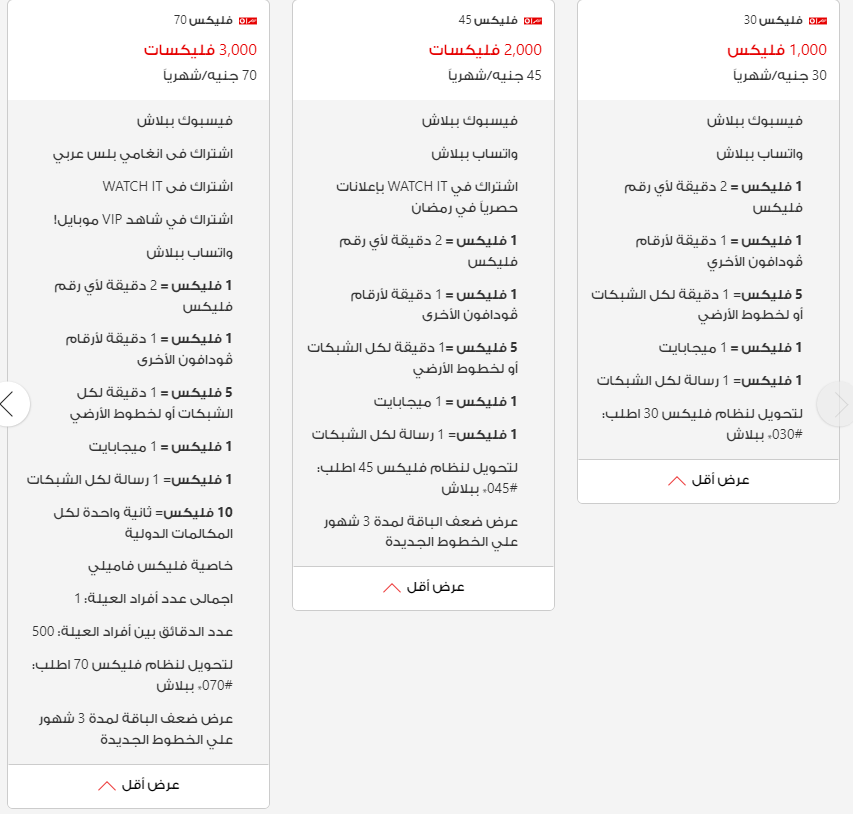 فليكس 30
1,000 فليكس
30 جنيه/شهرياً
فيسبوك ببلاش
واتساب ببلاش
1 فليكس = 2 دقيقة لأي رقم
فليكس
1 فليكس = 1 دقيقة لأرقام
ڤودافون الأخري
5 فليكس= 1 دقيقة لكل الشبكات
أو لخطوط الأرضي
1 فليكس = 1 ميجابايت
1 فليكس= 1 رسالة لكل الشبكات
لتحويل لنظام فليكس 30 اطلب:
#030* ببلاش
عرض أقل
فليكس 45
2,000 فليكسات
45 جنيه/شهرياً
فيسبوك ببلاش
واتساب ببلاش
اشتراك في WATCH IT بإعلانات
حصرياً في رمضان
1 فليكس = 2 دقيقة لأي رقم
فليكس
1 فليكس = 1 دقيقة لأرقام
ڤودافون الأخرى
5 فليكس =1 دقيقة لكل الشبكات
أو لخطوط الأرضي
1 فليكس = 1 ميجابايت
1 فليكس= 1 رسالة لكل الشبكات
لتحويل لنظام فليكس 45 اطلب:
#045* ببلاش
عرض ضعف الباقة لمدة 3 شهور
علي الخطوط الجديدة
عرض أقل
فليكس 70
3,000 فليكسات
70 جنيه/شهرياً
فيسبوك ببلاش
اشتراك فى انغامي بلس عربي
اشتراك فى WATCH IT
اشتراك في شاهد VIP موبايل!
واتساب ببلاش
1 فليكس = 2 دقيقة لأي رقم
فليكس
1 فليكس = 1 دقيقة لأرقام
ڤودافون الأخرى
5 فليكس = 1 دقيقة لكل
الشبكات أو لخطوط الأرضي
1 فليكس = 1 ميجابايت
1 فليكس= 1 رسالة لكل الشبكات
10 فليكس= ثانية واحدة لكل
المكالمات الدولية
خاصية فليكس فاميلي
اجمالى عدد أفراد العيلة: 1
عدد الدقائق بين أفراد العيلة: 500
لتحويل لنظام فليكس 70 اطلب:
#070* ببلاش
عرض ضعف الباقة لمدة 3 شهور
علي الخطوط الجديدة
عرض أقل